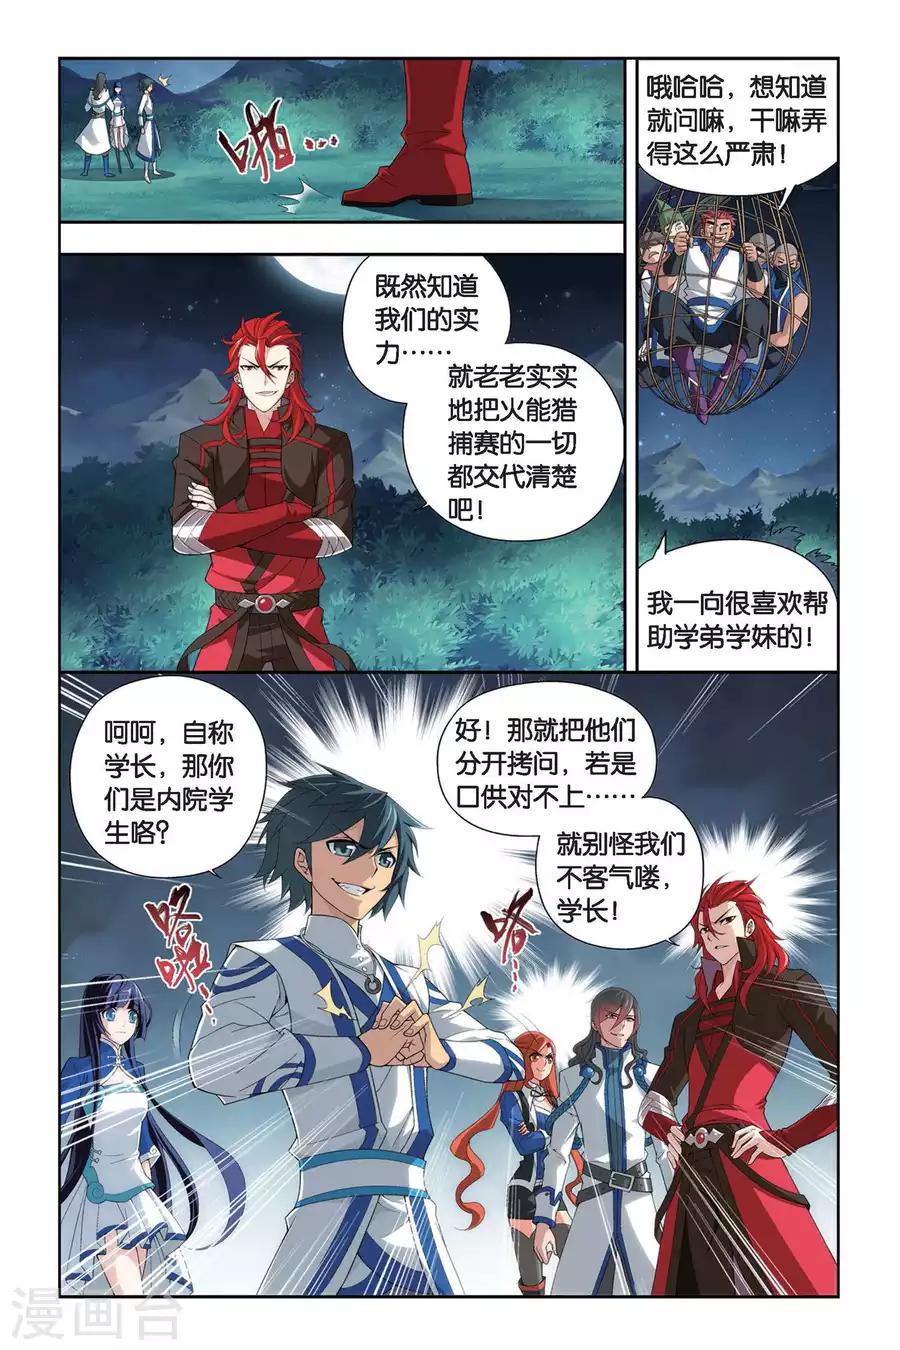 啪…
既然知道
我们的实
力……
就老老实实
地把火能猎
捕赛的一切
都交代清楚
吧！
哦哈哈，想知道
就问嘛，干嘛弄
得这么严肃！
我一向很喜欢帮
助学弟学妹的！
呵呵，自称
学长，那你
们是内院学
生咯？
好！那就把他们
分开拷问，若是
口供对不上……
就别怪我们
不客气喽，
学长！
咯
啦…
咯…
漫画台